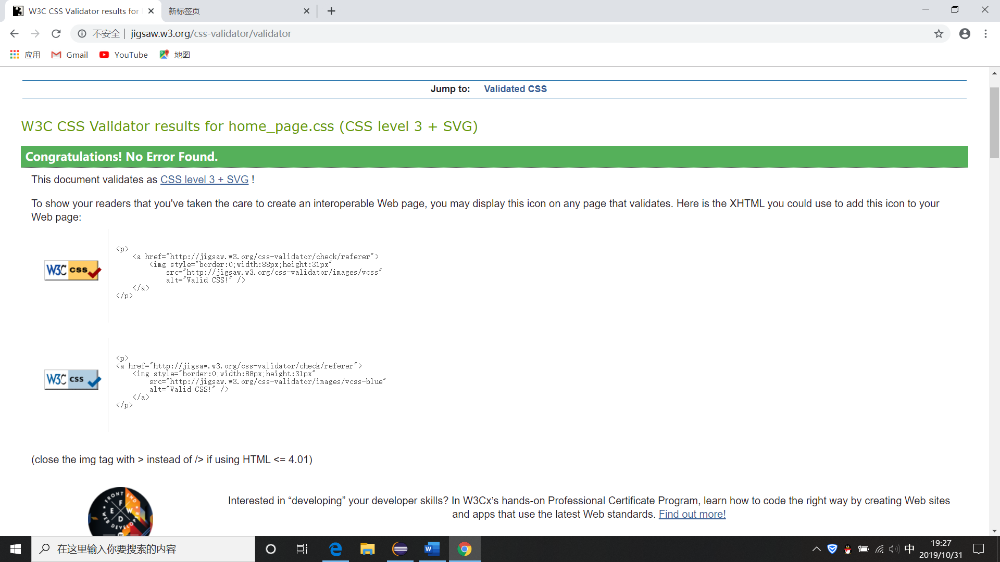 W3C CSS Validator results for
新标签页
不安全 | jigsaw.w3.org/css-validator/validator
应用 Gmail YouTube 地图
Jump to: Validated CSS
W3C CSS Validator results for home_page.css (CSS level 3 + SVG)
Congratulations! No Error Found.
This document validates as CSS level 3 + SVG !
To show your readers that you've taken the care to create an interoperable Web page, you may display this icon on any page that validates. Here is the XHTML you could use to add this icon to your
Web page:
W3C css
<p>
<a href="http://jigsaw.w3.org/css-validator/check/referer">
<img style="border:0;width:88px;height:31px"
src="http://jigsaw.w3.org/css-validator/images/vcss"
alt="Valid CSS!" />
</a>
</p>
W3C css
<p>
<a href="http://jigsaw.w3.org/css-validator/check/referer">
<img style="border:0;width:88px;height:31px"
src="http://jigsaw.w3.org/css-validator/images/vcss-blue"
alt="Valid CSS!" />
</a>
</p>
(close the img tag with > instead of /> if using HTML <= 4.01)
FRONT END
F
E W
D
WEB DEVELOPER
Interested in “developing” your developer skills? In W3Cx’s hands-on Professional Certificate Program, learn how to code the right way by creating Web sites
and apps that use the latest Web standards. Find out more!
在这里输入你要搜索的内容
中
19:27
2019/10/31